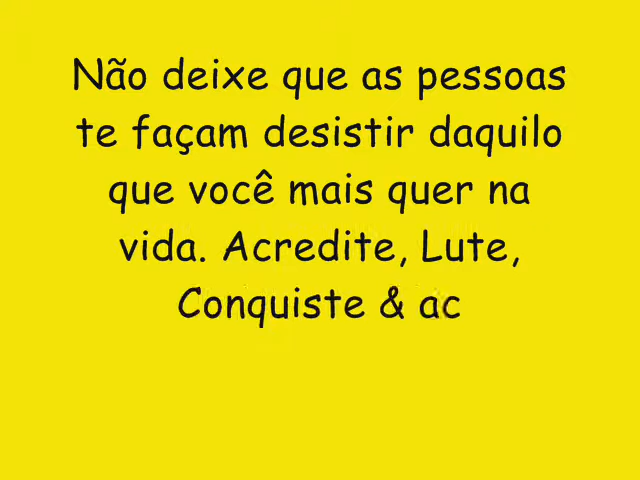 Não deixe que as pessoas
te façam desistir daquilo
que você mais quer na
vida. Acredite, Lute,
Conquiste & ac